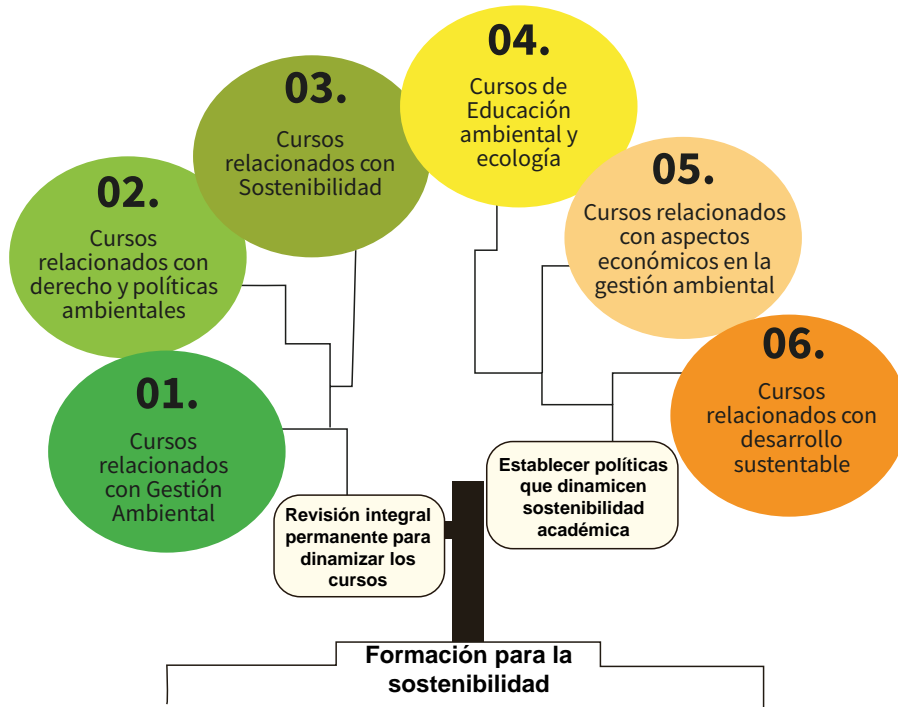 01.
Cursos
relacionados
con Gestión
Ambiental
02.
Cursos
relacionados con
derecho y políticas
ambientales
03.
Cursos
relacionados con
Sostenibilidad
04.
Cursos de
Educación
ambiental y
ecología
05.
Cursos relacionados
con aspectos
económicos en la
gestión ambiental
06.
Cursos
relacionados con
desarrollo
sustentable
Revisión integral
permanente para
dinamizar los
cursos
Establecer políticas
que dinamicen
sostenibilidad
académica
Formación para la
sostenibilidad